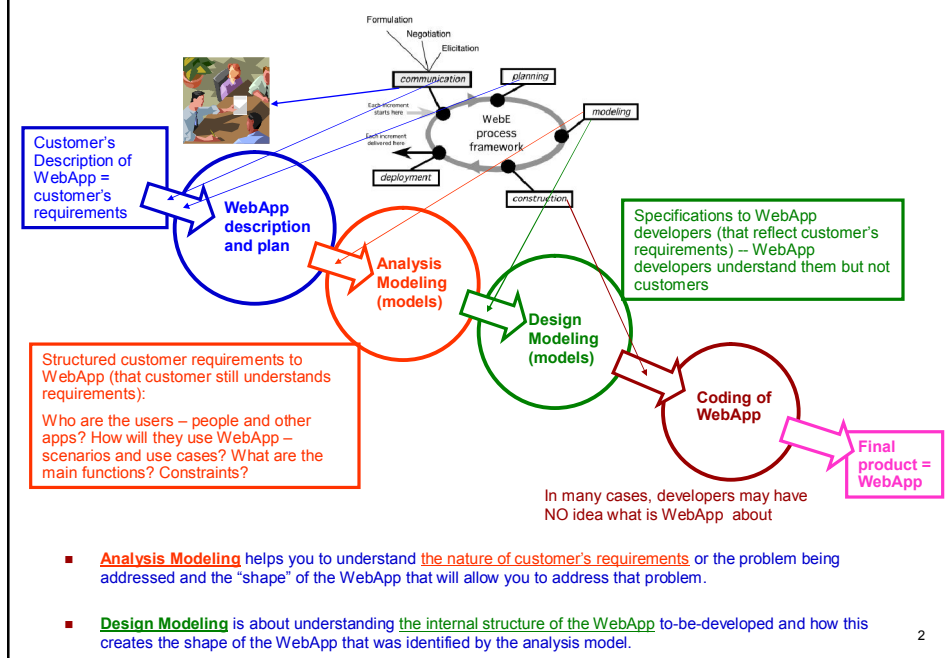 Formulation
Negotiation
Elicitation
communication
planning
Each increment
starts here
WebE
process
framework
modeling
Each increment
delivered here
deployment
construction
Customer's
Description of
WebApp =
customer's
requirements
WebApp
description
and plan
Analysis
Modeling
(models)
Specifications to WebApp
developers (that reflect customer's
requirements) -- WebApp
developers understand them but not
customers
Design
Modeling
(models)
Structured customer requirements to
WebApp (that customer still understands
requirements):
Who are the users – people and other
apps? How will they use WebApp –
scenarios and use cases? What are the
main functions? Constraints?
Coding of
WebApp
Final
product =
WebApp
In many cases, developers may have
NO idea what is WebApp about
▪ Analysis Modeling helps you to understand the nature of customer's requirements or the problem being
addressed and the “shape” of the WebApp that will allow you to address that problem.
▪ Design Modeling is about understanding the internal structure of the WebApp to-be-developed and how this
creates the shape of the WebApp that was identified by the analysis model.
2